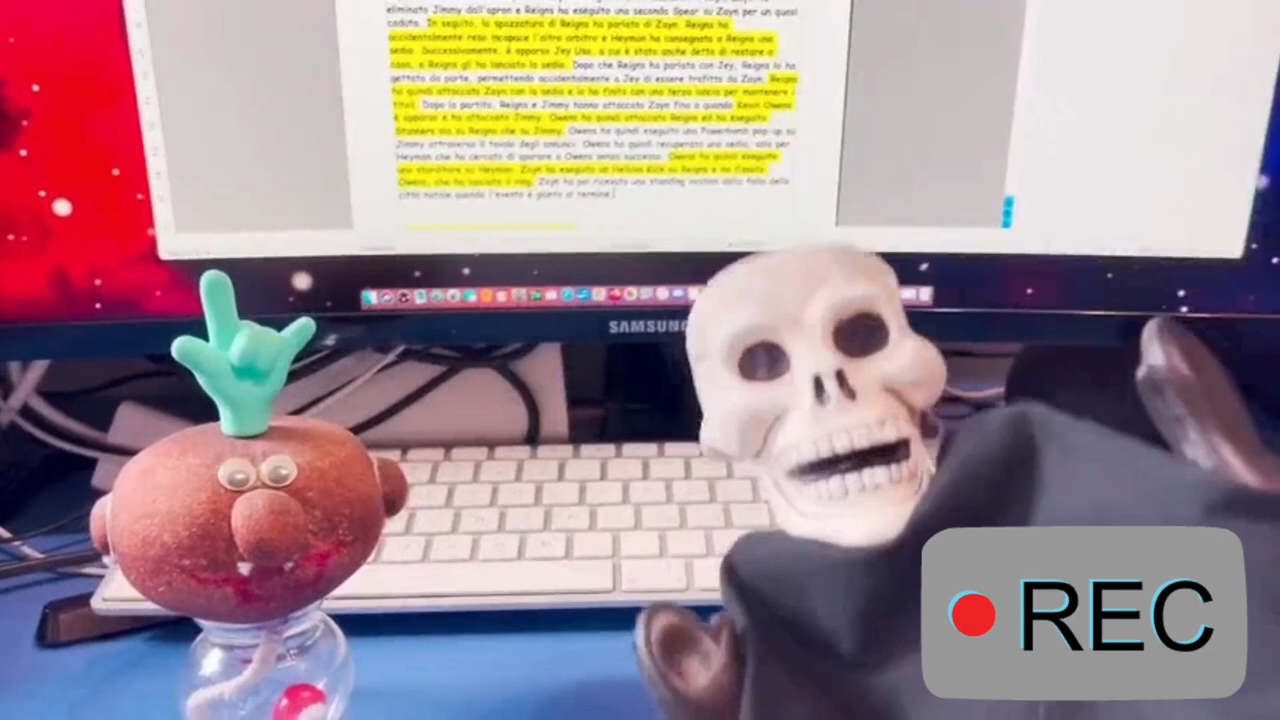 eliminato Jimmy dall'apron e Reigns ha eseguito una seconda Spear su Zayn per un quasi
caduta. In seguito, la spazzatura di Reigns ha parlato di Zayn. Reigns ha
accidentalmente reso incapace l'altro arbitro e Heyman ha consegnato a Reigns una
sedia. Successivamente, è apparso Jey Uso, a cui è stato anche detto di restare a
casa, e Reigns gli ha lanciato la sedia. Dopo che Reigns ha parlato con Jey, Reigns lo ha
gettato da parte, permettendo accidentalmente a Jey di essere trafitto da Zayn. Reigns
ha quindi attaccato Zayn con la sedia e lo ha finito con una terza lancia per mantenere i
titoli. Dopo la partita, Reigns e Jimmy hanno attaccato Zayn fino a quando Kevin Owens
è apparso e ha attaccato Jimmy. Owens ha quindi attaccato Reigns ed ha eseguito
Stunners sia su Reigns che su Jimmy. Owens ha quindi eseguito una Powerbomb pop-up su
Jimmy attraverso il tavolo degli annunci. Owens ha quindi recuperato una sedia, solo per
Heyman che ha cercato di sparare a Owens senza successo. Owens ha quindi eseguito
uno storditore su Heyman. Zayn ha eseguito un Helluva Kick su Reigns e ha
Owens, che ha lasciato il ring. Zayn ha poi ricevuto una standing ovation dalla folla della
città natale quando l'evento è giunto al termine.
SAMSUNG
REC